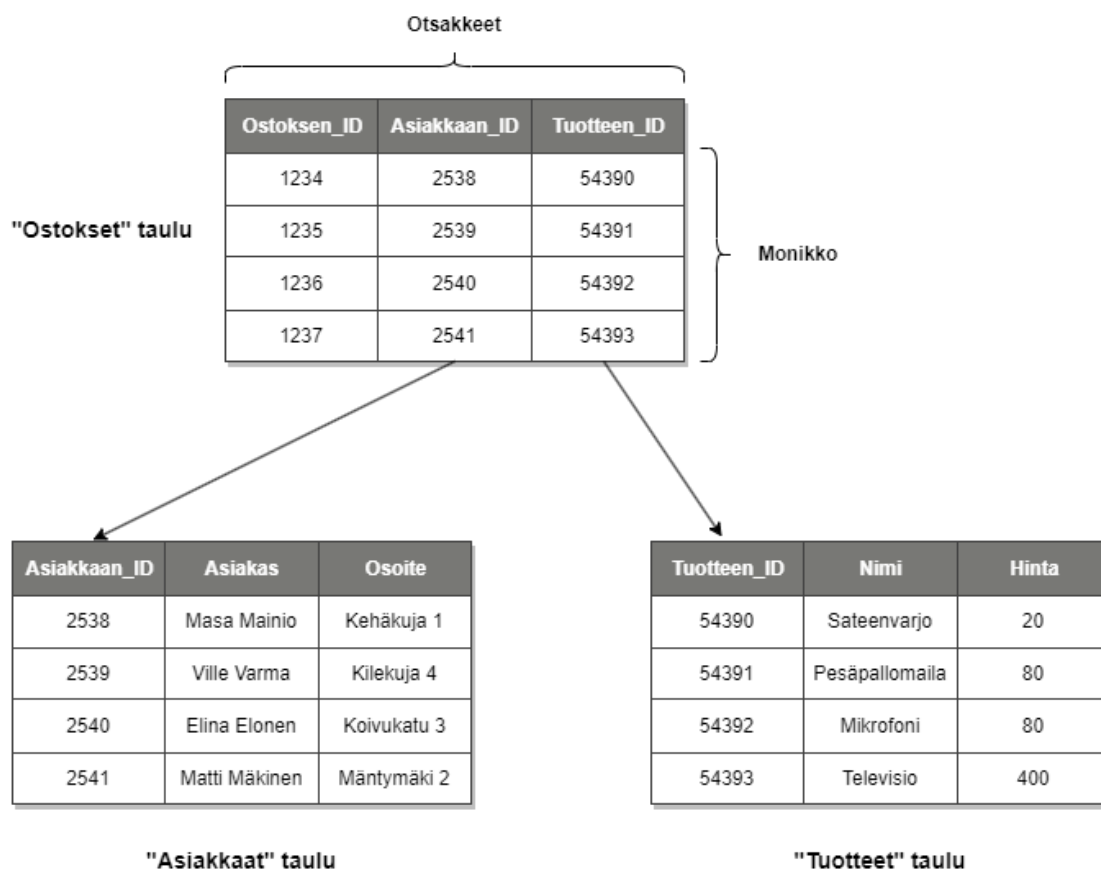 Otsakkeet
Ostoksen_ID Asiakkaan_ID Tuotteen_ID
1234 2538 54390
"Ostokset" taulu
1235 2539 54391
Monikko
1236 2540 54392
1237 2541 54393
Asiakkaan_ID Asiakas Osoite
2538 Masa Mainio Kehäkuja 1
2539 Ville Varma Kilekuja 4
2540 Elina Elonen Koivukatu 3
2541 Matti Mäkinen Mäntymäki 2
"Asiakkaat" taulu
Tuotteen_ID Nimi Hinta
54390 Sateenvarjo 20
54391 Pesäpallomaila 80
54392 Mikrofoni 80
54393 Televisio 400
"Tuotteet" taulu